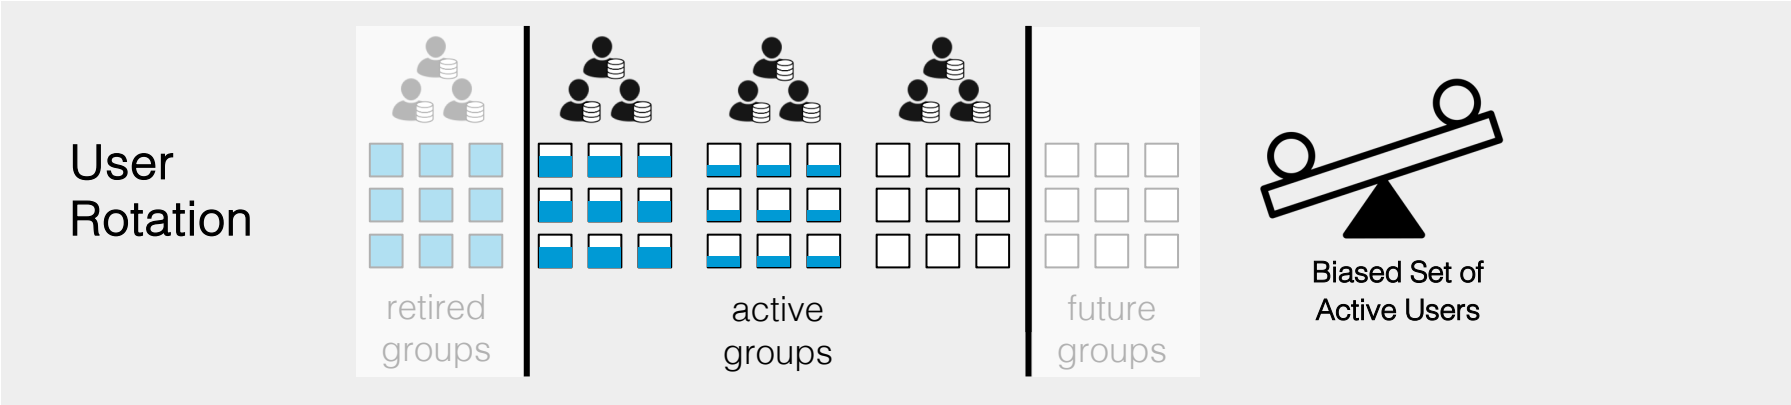 User
Rotation
retired
groups
active
groups
future
groups
Biased Set of
Active Users